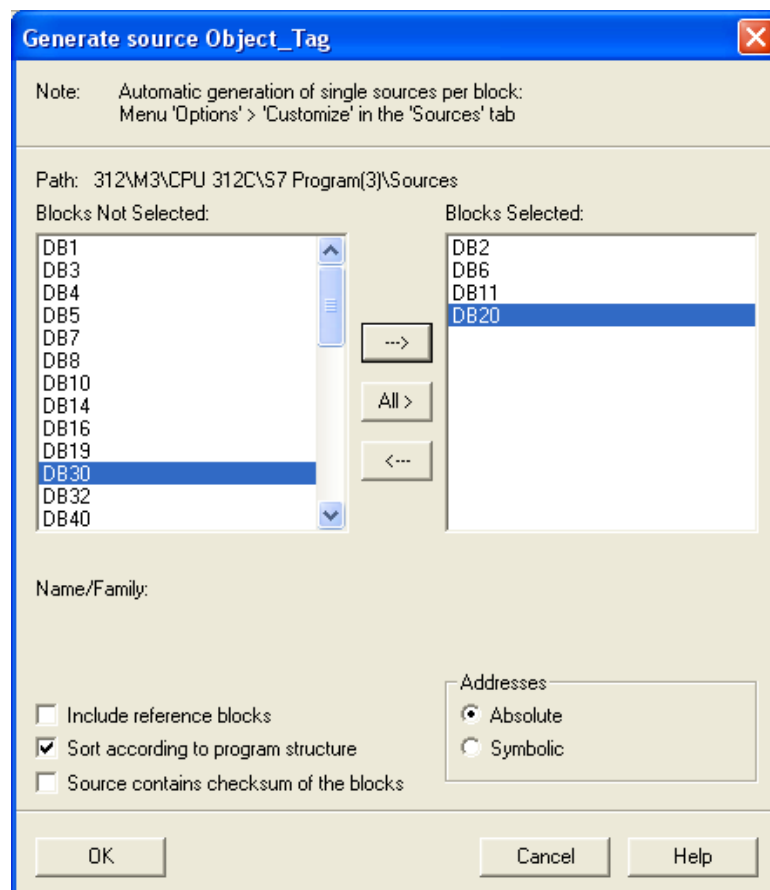 Generate source Object_Tag
Note: Automatic generation of single sources per block:
Menu 'Options' > 'Customize' in the 'Sources' tab
Path: 312\M3\CPU 312C\S7 Program(3)\Sources
Blocks Not Selected:
DB1
DB3
DB4
DB5
DB7
DB8
DB10
DB14
DB16
DB19
DB30
DB32
DB40
--->
All >
<---
Blocks Selected:
DB2
DB6
DB11
DB20
Name/Family:
Include reference blocks
Sort according to program structure
Source contains checksum of the blocks
Addresses
Absolute
Symbolic
OK
Cancel
Help